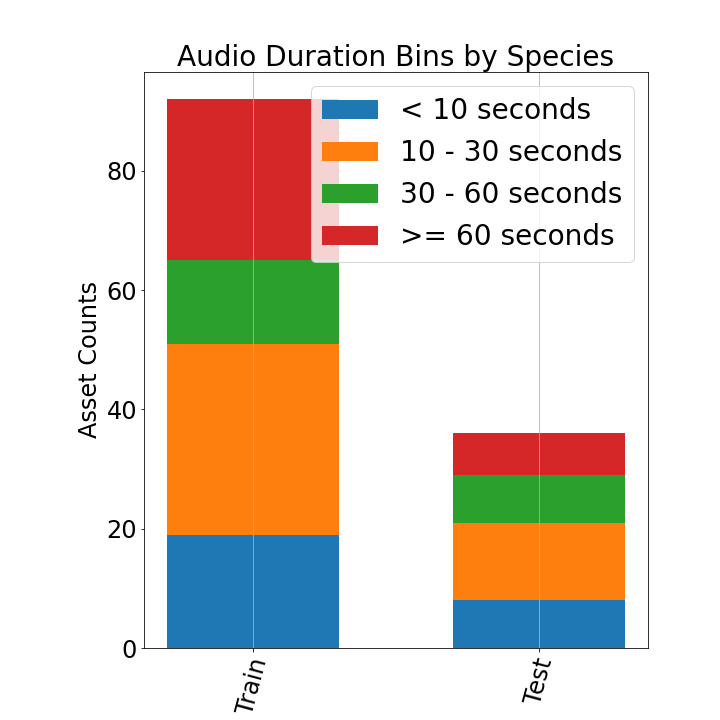 Audio Duration Bins by Species
< 10 seconds
10 - 30 seconds
30 - 60 seconds
>= 60 seconds
Asset Counts
80
60
40
20
0
Train
Test